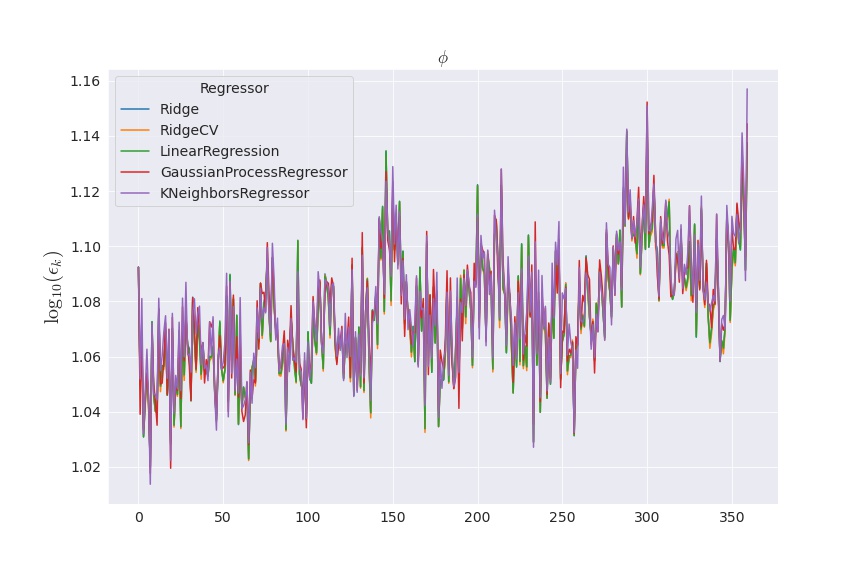 ϕ
1.16
1.14
1.12
1.10
1.08
1.06
1.04
1.02
log₁₀(ϵₖ)
Regressor
Ridge
RidgeCV
LinearRegression
GaussianProcessRegressor
KNeighborsRegressor
0 50 100 150 200 250 300 350